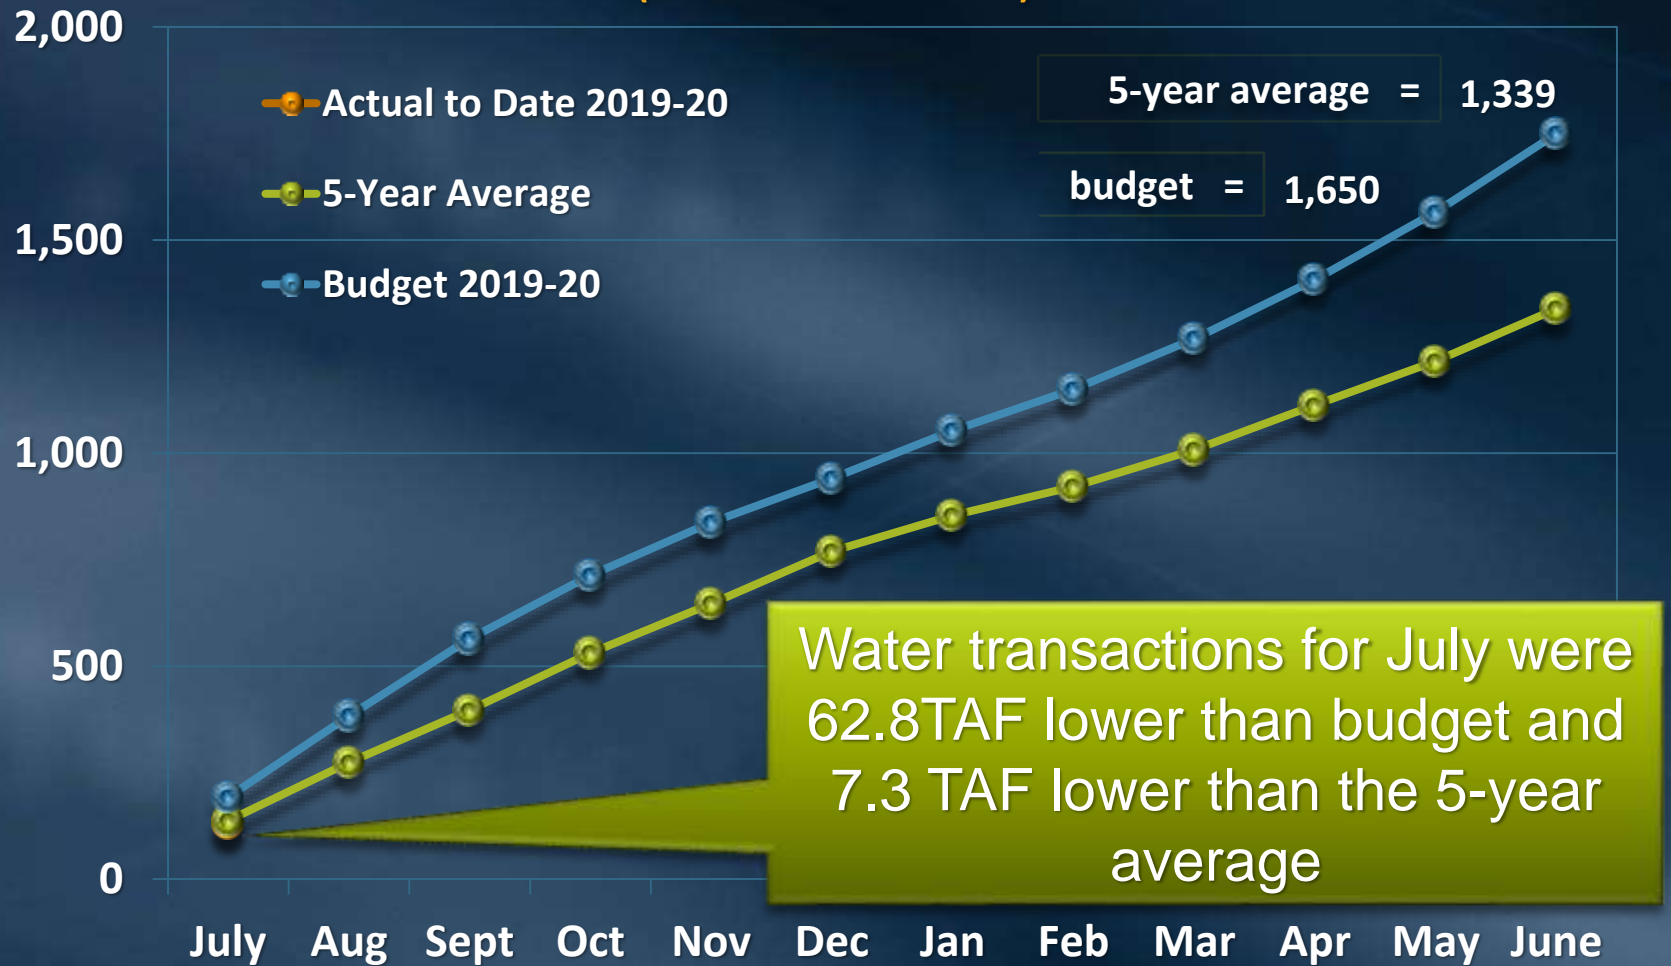 2,000
Actual to Date 2019-20
5-year average = 1,339
5-Year Average
budget = 1,650
1,500
Budget 2019-20
1,000
500
Water transactions for July were
62.8TAF lower than budget and
7.3 TAF lower than the 5-year
average
0
July Aug Sept Oct Nov Dec Jan Feb Mar Apr May June